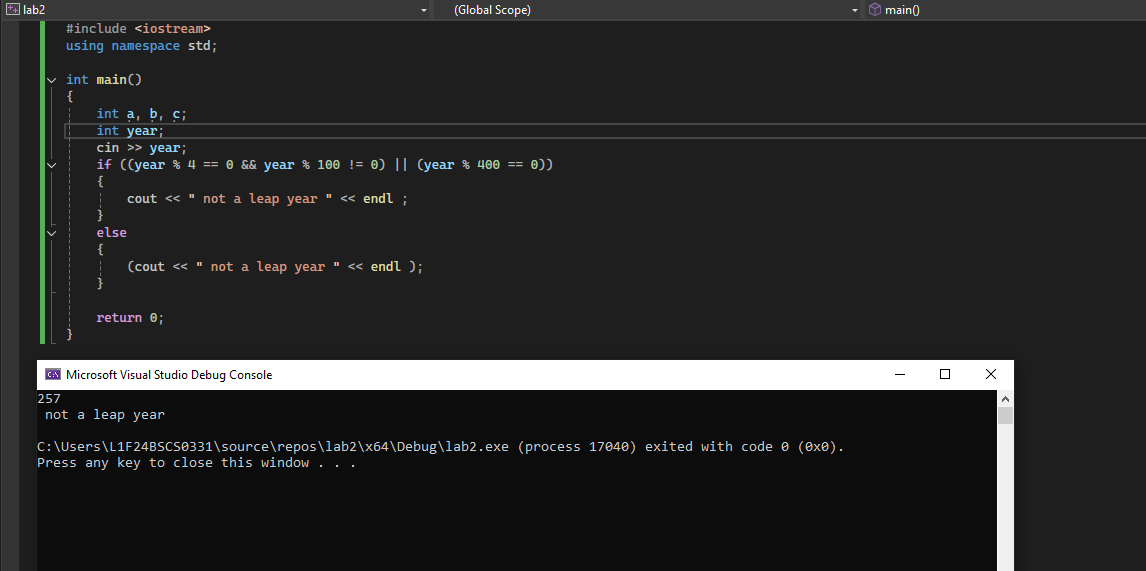 lab2 (Global Scope) main()
#include <iostream>
using namespace std;
int main()
{
int a, b, c;
int year;
cin >> year;
if ((year % 4 == 0 && year % 100 != 0) || (year % 400 == 0))
{
cout << " not a leap year " << endl ;
}
else
{
(cout << " not a leap year " << endl );
}
return 0;
}
Microsoft Visual Studio Debug Console
257
not a leap year
C:\Users\L1F24BSCS0331\source\repos\lab2\x64\Debug\lab2.exe (process 17040) exited with code 0 (0x0).
Press any key to close this window . . .